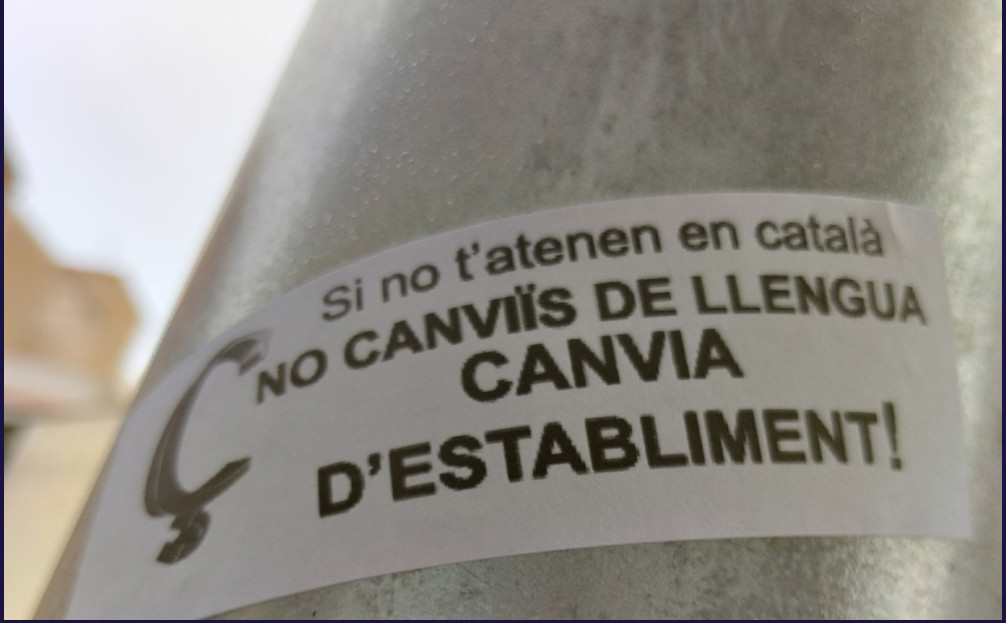 Si no t'atenen en català
NO CANVIÏS DE LLENGUA
CANVIA
D'ESTABLIMENT!
Ç